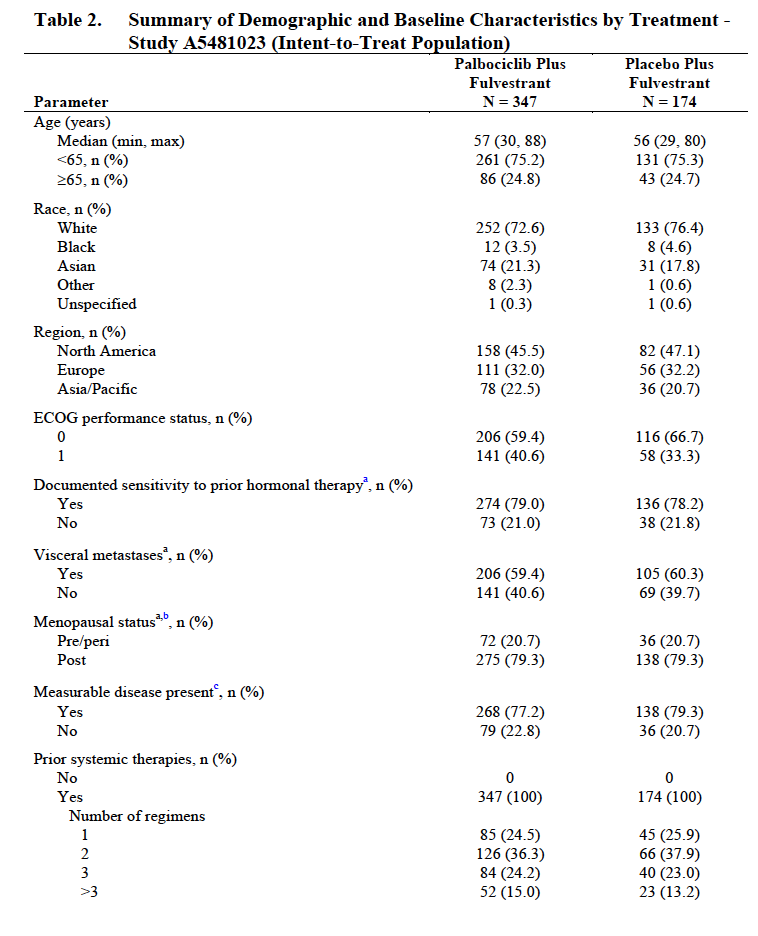 Table 2. Summary of Demographic and Baseline Characteristics by Treatment -
Study A5481023 (Intent-to-Treat Population)
Palbociclib Plus Placebo Plus
Fulvestrant Fulvestrant
Parameter N = 347 N = 174
Age (years)
Median (min, max) 57 (30, 88) 56 (29, 80)
<65, n (%) 261 (75.2) 131 (75.3)
≥65, n (%) 86 (24.8) 43 (24.7)
Race, n (%)
White 252 (72.6) 133 (76.4)
Black 12 (3.5) 8 (4.6)
Asian 74 (21.3) 31 (17.8)
Other 8 (2.3) 1 (0.6)
Unspecified 1 (0.3) 1 (0.6)
Region, n (%)
North America 158 (45.5) 82 (47.1)
Europe 111 (32.0) 56 (32.2)
Asia/Pacific 78 (22.5) 36 (20.7)
ECOG performance status, n (%)
0 206 (59.4) 116 (66.7)
1 141 (40.6) 58 (33.3)
Documented sensitivity to prior hormonal therapy^a, n (%)
Yes 274 (79.0) 136 (78.2)
No 73 (21.0) 38 (21.8)
Visceral metastases^a, n (%)
Yes 206 (59.4) 105 (60.3)
No 141 (40.6) 69 (39.7)
Menopausal status^a,b, n (%)
Pre/peri 72 (20.7) 36 (20.7)
Post 275 (79.3) 138 (79.3)
Measurable disease present^c, n (%)
Yes 268 (77.2) 138 (79.3)
No 79 (22.8) 36 (20.7)
Prior systemic therapies, n (%)
No 0 0
Yes 347 (100) 174 (100)
Number of regimens
1 85 (24.5) 45 (25.9)
2 126 (36.3) 66 (37.9)
3 84 (24.2) 40 (23.0)
>3 52 (15.0) 23 (13.2)